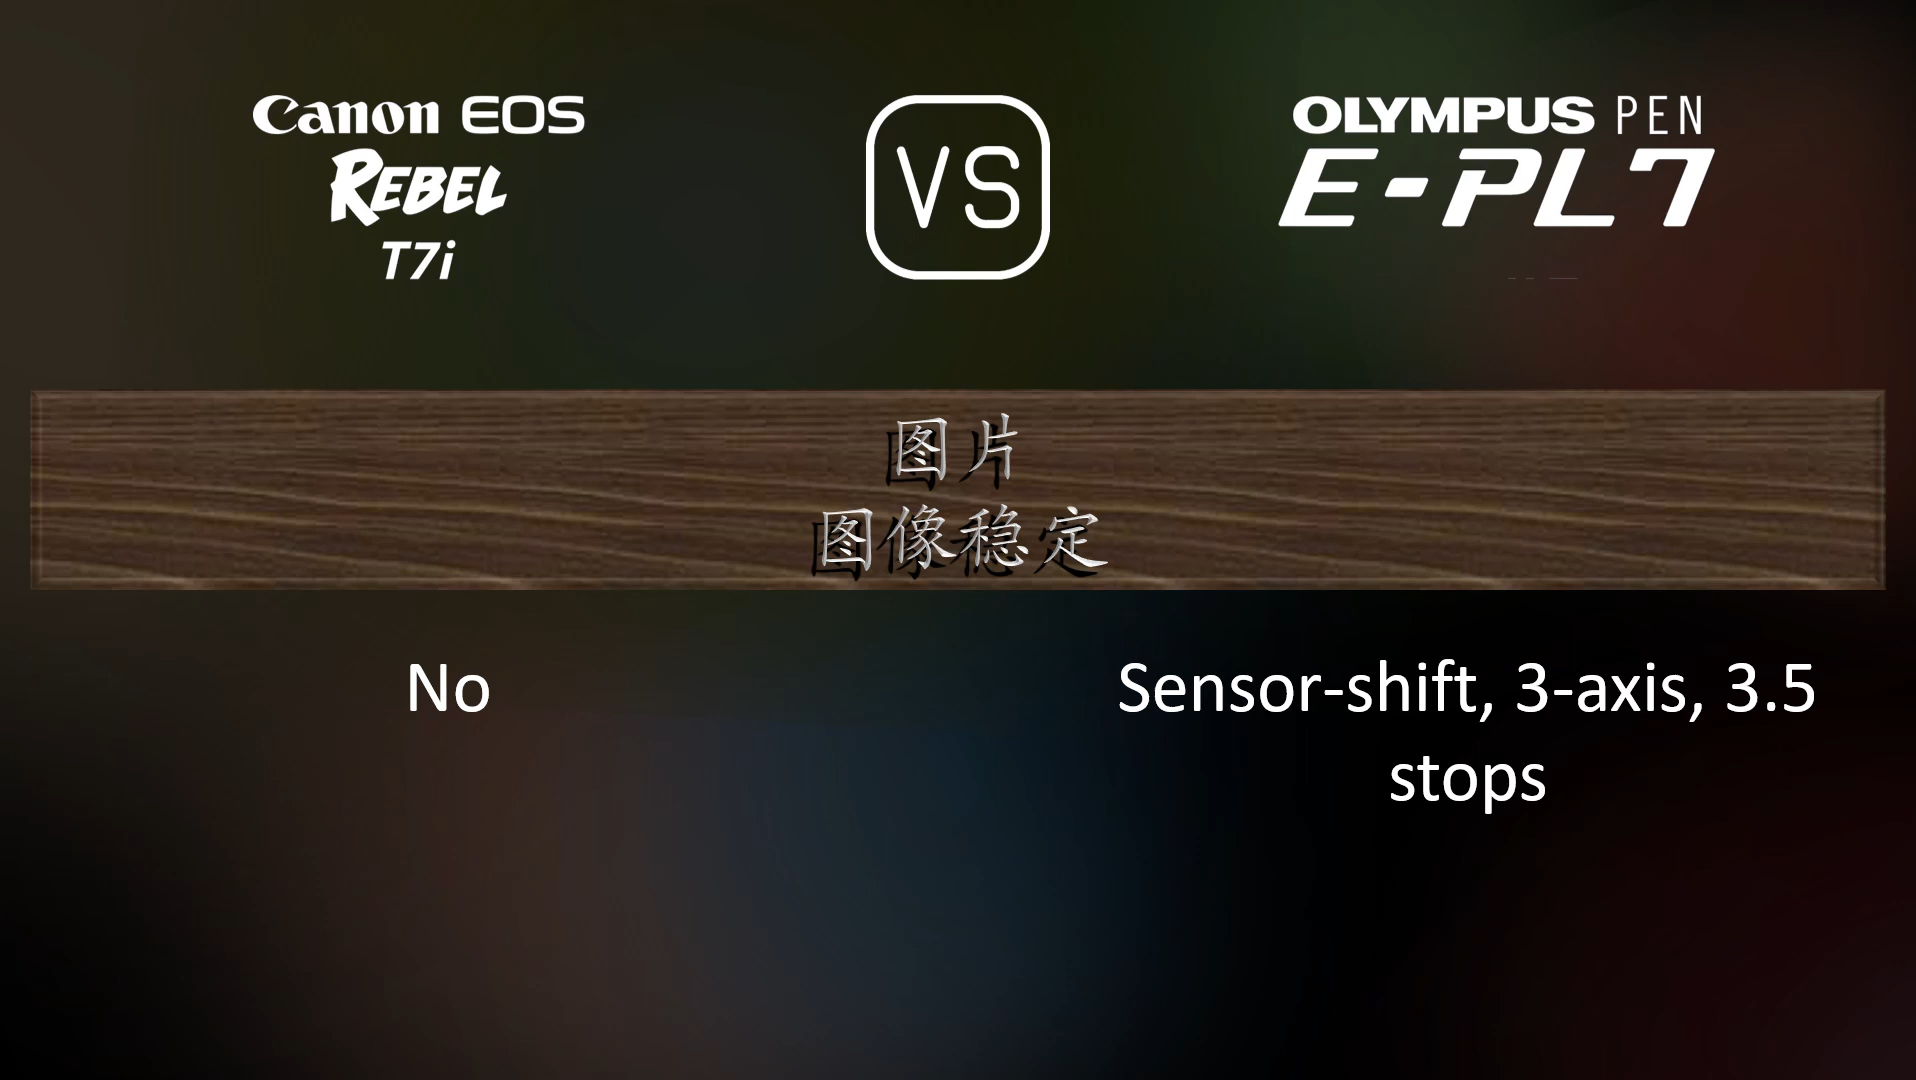 Canon EOS
REBEL
T7i
VS
OLYMPUS PEN
E-PL7
图片
图像稳定
No
Sensor-shift, 3-axis, 3.5
stops